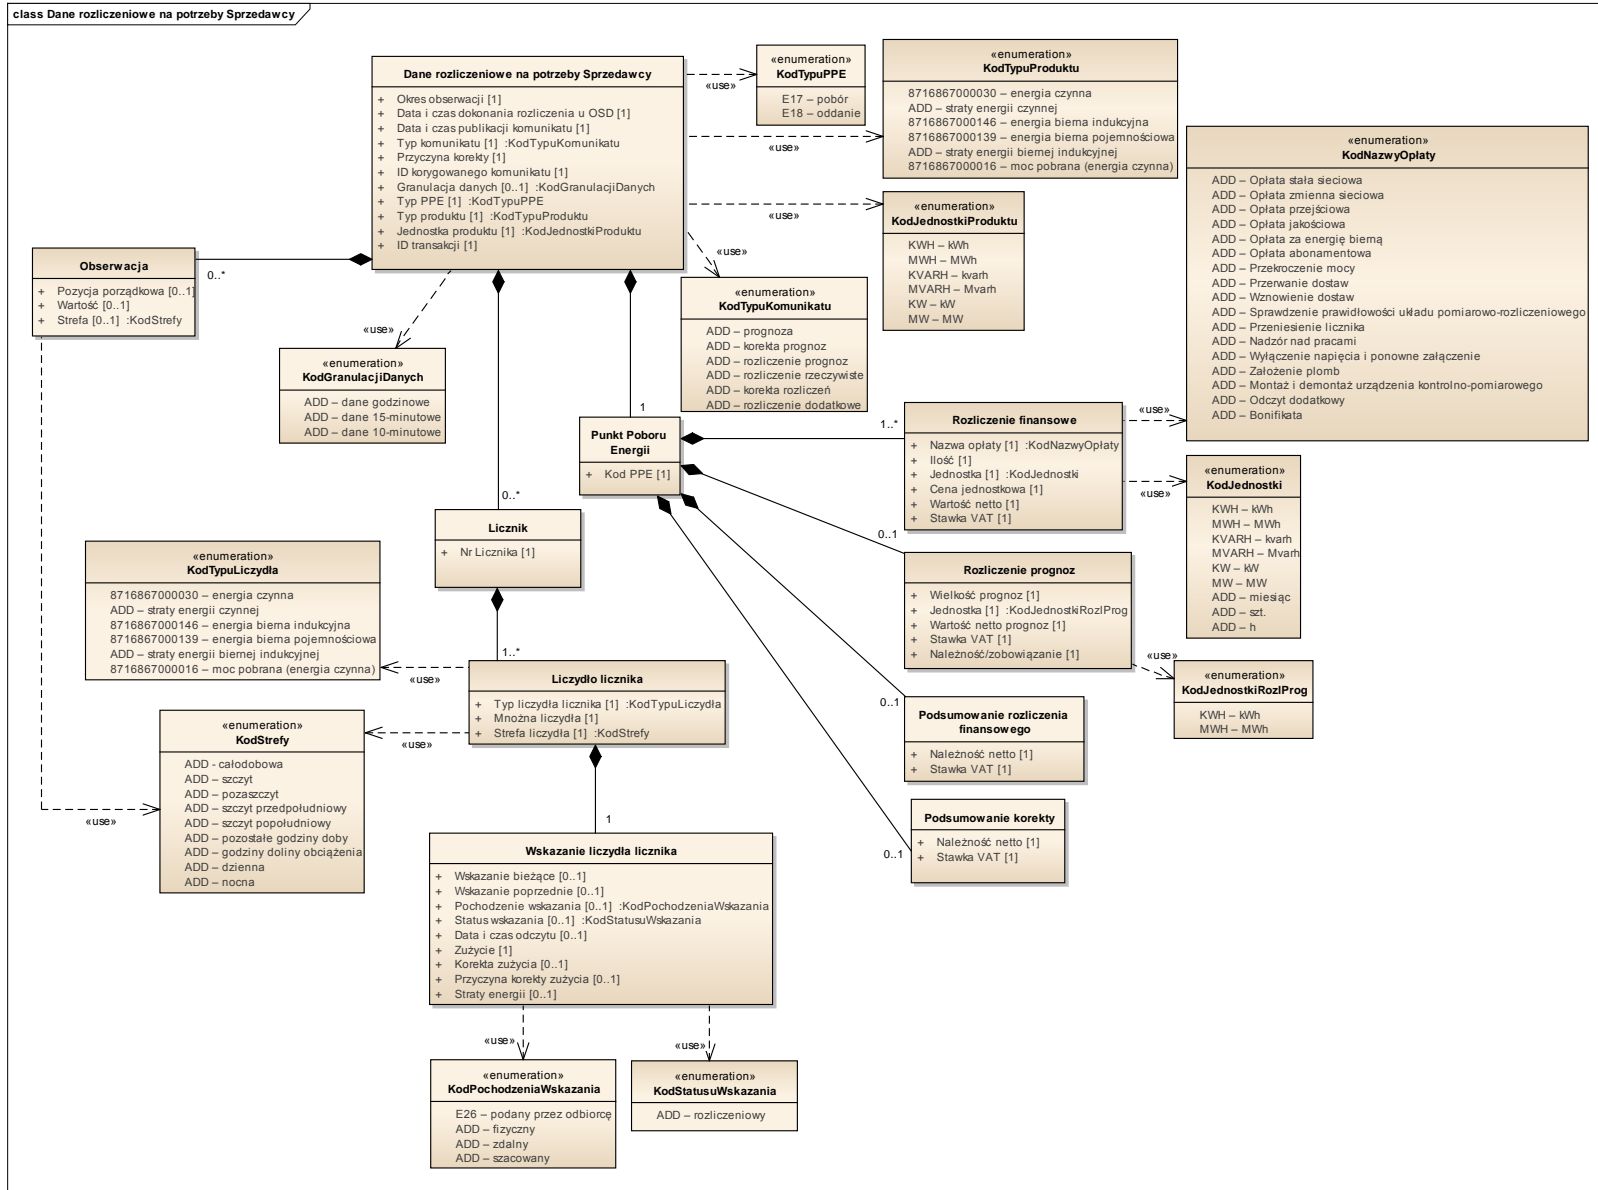 class Dane rozliczeniowe na potrzeby Sprzedawcy
Dane rozliczeniowe na potrzeby Sprzedawcy
+ Okres obserwacji [1]
+ Data i czas dokonania rozliczenia u OSD [1]
+ Data i czas publikacji komunikatu [1]
+ Typ komunikatu [1] :KodTypuKomunikatu
+ Przyczyna korekty [1]
+ ID korygowanego komunikatu [1]
+ Granulacja danych [0..1] :KodGranulacjiDanych
+ Typ PPE [1] :KodTypuPPE
+ Typ produktu [1] :KodTypuProduktu
+ Jednostka produktu [1] :KodJednostkiProduktu
+ ID transakcji [1]
«use»
«enumeration»
KodTypuPPE
E17 – pobór
E18 – oddanie
«use»
«enumeration»
KodTypuProduktu
8716867000030 – energia czynna
ADD – straty energii czynnej
8716867000146 – energia bierna indukcyjna
8716867000139 – energia bierna pojemnościowa
ADD – straty energii biernej indukcyjnej
8716867000016 – moc pobrana (energia czynna)
«enumeration»
KodNazwyOpłaty
ADD – Opłata stała sieciowa
ADD – Opłata zmienna sieciowa
ADD – Opłata przejściowa
ADD – Opłata jakościowa
ADD – Opłata za energię bierną
ADD – Opłata abonamentowa
ADD – Przekroczenie mocy
ADD – Przerwanie dostaw
ADD – Wznowienie dostaw
ADD – Sprawdzenie prawidłowości układu pomiarowo-rozliczeniowego
ADD – Przeniesienie licznika
ADD – Nadzór nad pracami
ADD – Wyłączenie napięcia i ponowne załączenie
ADD – Założenie plomb
ADD – Montaż i demontaż urządzenia kontrolno-pomiarowego
ADD – Odczyt dodatkowy
ADD – Bonifikata
«use»
«enumeration»
KodJednostkiProduktu
KWH – kWh
MWH – MWh
KVARH – kvarh
MVARH – Mvarh
KW – kW
MW – MW
«use»
«enumeration»
KodTypuKomunikatu
ADD – prognoza
ADD – korekta prognoz
ADD – rozliczenie prognoz
ADD – rozliczenie rzeczywiste
ADD – korekta rozliczeń
ADD – rozliczenie dodatkowe
Obserwacja
+ Pozycja porządkowa [0..1]
+ Wartość [0..1]
+ Strefa [0..1] :KodStrefy
0..*
«use»
«enumeration»
KodGranulacjiDanych
ADD – dane godzinowe
ADD – dane 15-minutowe
ADD – dane 10-minutowe
1
Punkt Poboru
Energii
+ Kod PPE [1]
1..*
Rozliczenie finansowe
+ Nazwa opłaty [1] :KodNazwyOpłaty
+ Ilość [1]
+ Jednostka [1] :KodJednostki
+ Cena jednostkowa [1]
+ Wartość netto [1]
+ Stawka VAT [1]
«use»
«use»
«enumeration»
KodJednostki
KWH – kWh
MWH – MWh
KVARH – kvarh
MVARH – Mvarh
KW – kW
MW – MW
ADD – miesiąc
ADD – szt.
ADD – h
0..*
Licznik
+ Nr Licznika [1]
0..1
Rozliczenie prognoz
+ Wielkość prognoz [1]
+ Jednostka [1] :KodJednostkiRozlProg
+ Wartość netto prognoz [1]
+ Stawka VAT [1]
+ Należność/zobowiązanie [1]
«use»
«enumeration»
KodJednostkiRozlProg
KWH – kWh
MWH – MWh
«enumeration»
KodTypuLiczydła
8716867000030 – energia czynna
ADD – straty energii czynnej
8716867000146 – energia bierna indukcyjna
8716867000139 – energia bierna pojemnościowa
ADD – straty energii biernej indukcyjnej
8716867000016 – moc pobrana (energia czynna)
«use»
1..*
Liczydło licznika
+ Typ liczydła licznika [1] :KodTypuLiczydła
+ Mnożna liczydła [1]
+ Strefa liczydła [1] :KodStrefy
«use»
0..1
Podsumowanie rozliczenia
finansowego
+ Należność netto [1]
+ Stawka VAT [1]
«enumeration»
KodStrefy
ADD - całodobowa
ADD – szczyt
ADD – pozaszczyt
ADD – szczyt przedpołudniowy
ADD – szczyt popołudniowy
ADD – pozostałe godziny doby
ADD – godziny doliny obciążenia
ADD – dzienna
ADD – nocna
«use»
0..1
Podsumowanie korekty
+ Należność netto [1]
+ Stawka VAT [1]
1
Wskazanie liczydła licznika
+ Wskazanie bieżące [0..1]
+ Wskazanie poprzednie [0..1]
+ Pochodzenie wskazania [0..1] :KodPochodzeniaWskazania
+ Status wskazania [0..1] :KodStatusuWskazania
+ Data i czas odczytu [0..1]
+ Zużycie [1]
+ Korekta zużycia [0..1]
+ Przyczyna korekty zużycia [0..1]
+ Straty energii [0..1]
«use»
«use»
«enumeration»
KodPochodzeniaWskazania
E26 – podany przez odbiorcę
ADD – fizyczny
ADD – zdalny
ADD – szacowany
«enumeration»
KodStatusuWskazania
ADD – rozliczeniowy